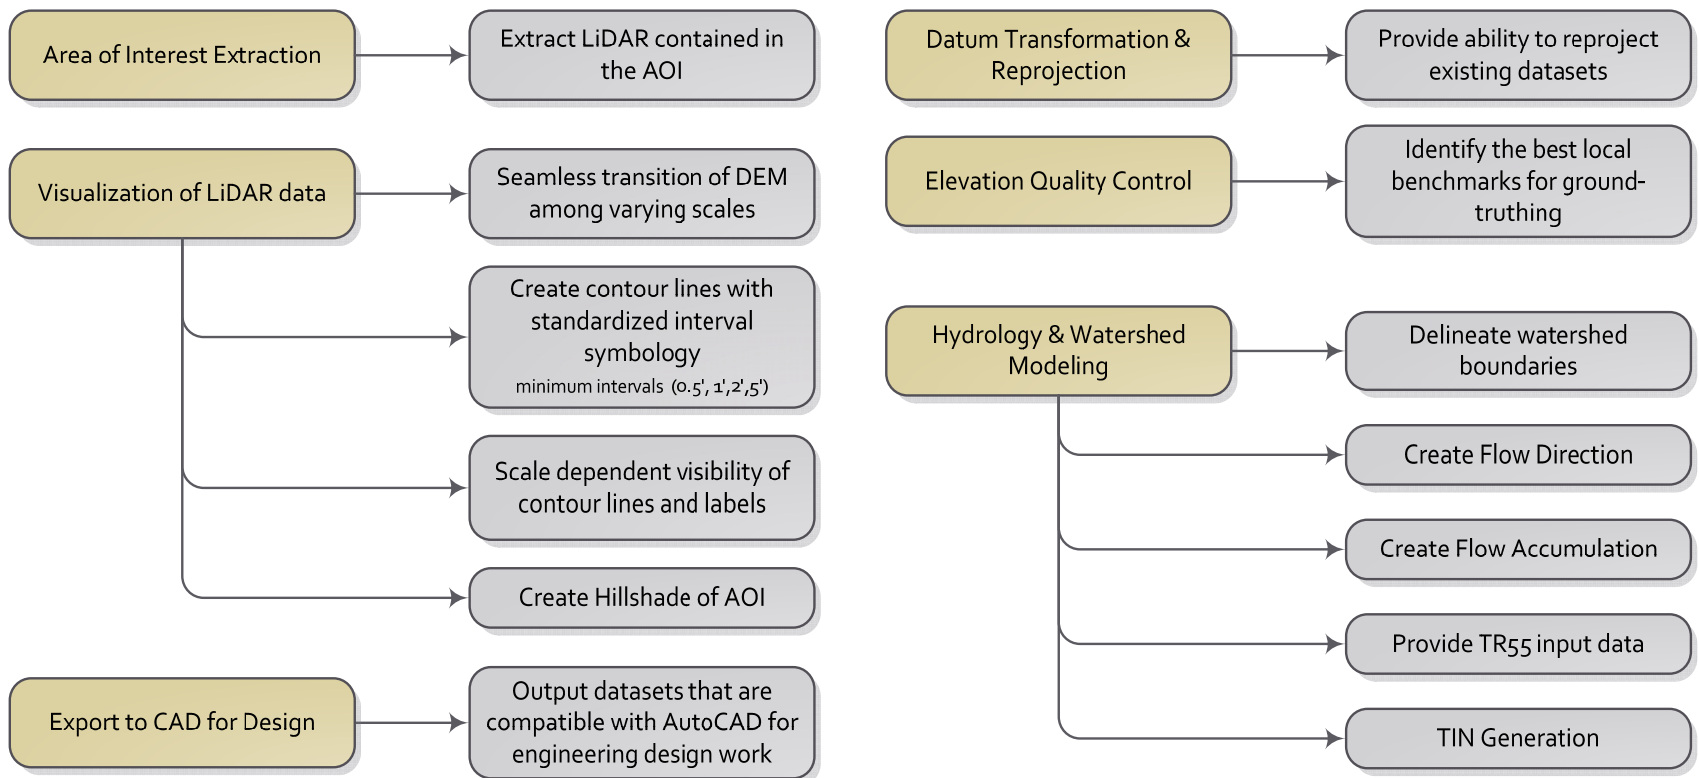 Area of Interest Extraction
Extract LiDAR contained in
the AOI
Visualization of LiDAR data
Seamless transition of DEM
among varying scales
Create contour lines with
standardized interval
symbology
minimum intervals (0.5', 1',2',5')
Scale dependent visibility of
contour lines and labels
Create Hillshade of AOI
Export to CAD for Design
Output datasets that are
compatible with AutoCAD for
engineering design work
Datum Transformation &
Reprojection
Provide ability to reproject
existing datasets
Elevation Quality Control
Identify the best local
benchmarks for ground-
truthing
Hydrology & Watershed
Modeling
Delineate watershed
boundaries
Create Flow Direction
Create Flow Accumulation
Provide TR55 input data
TIN Generation